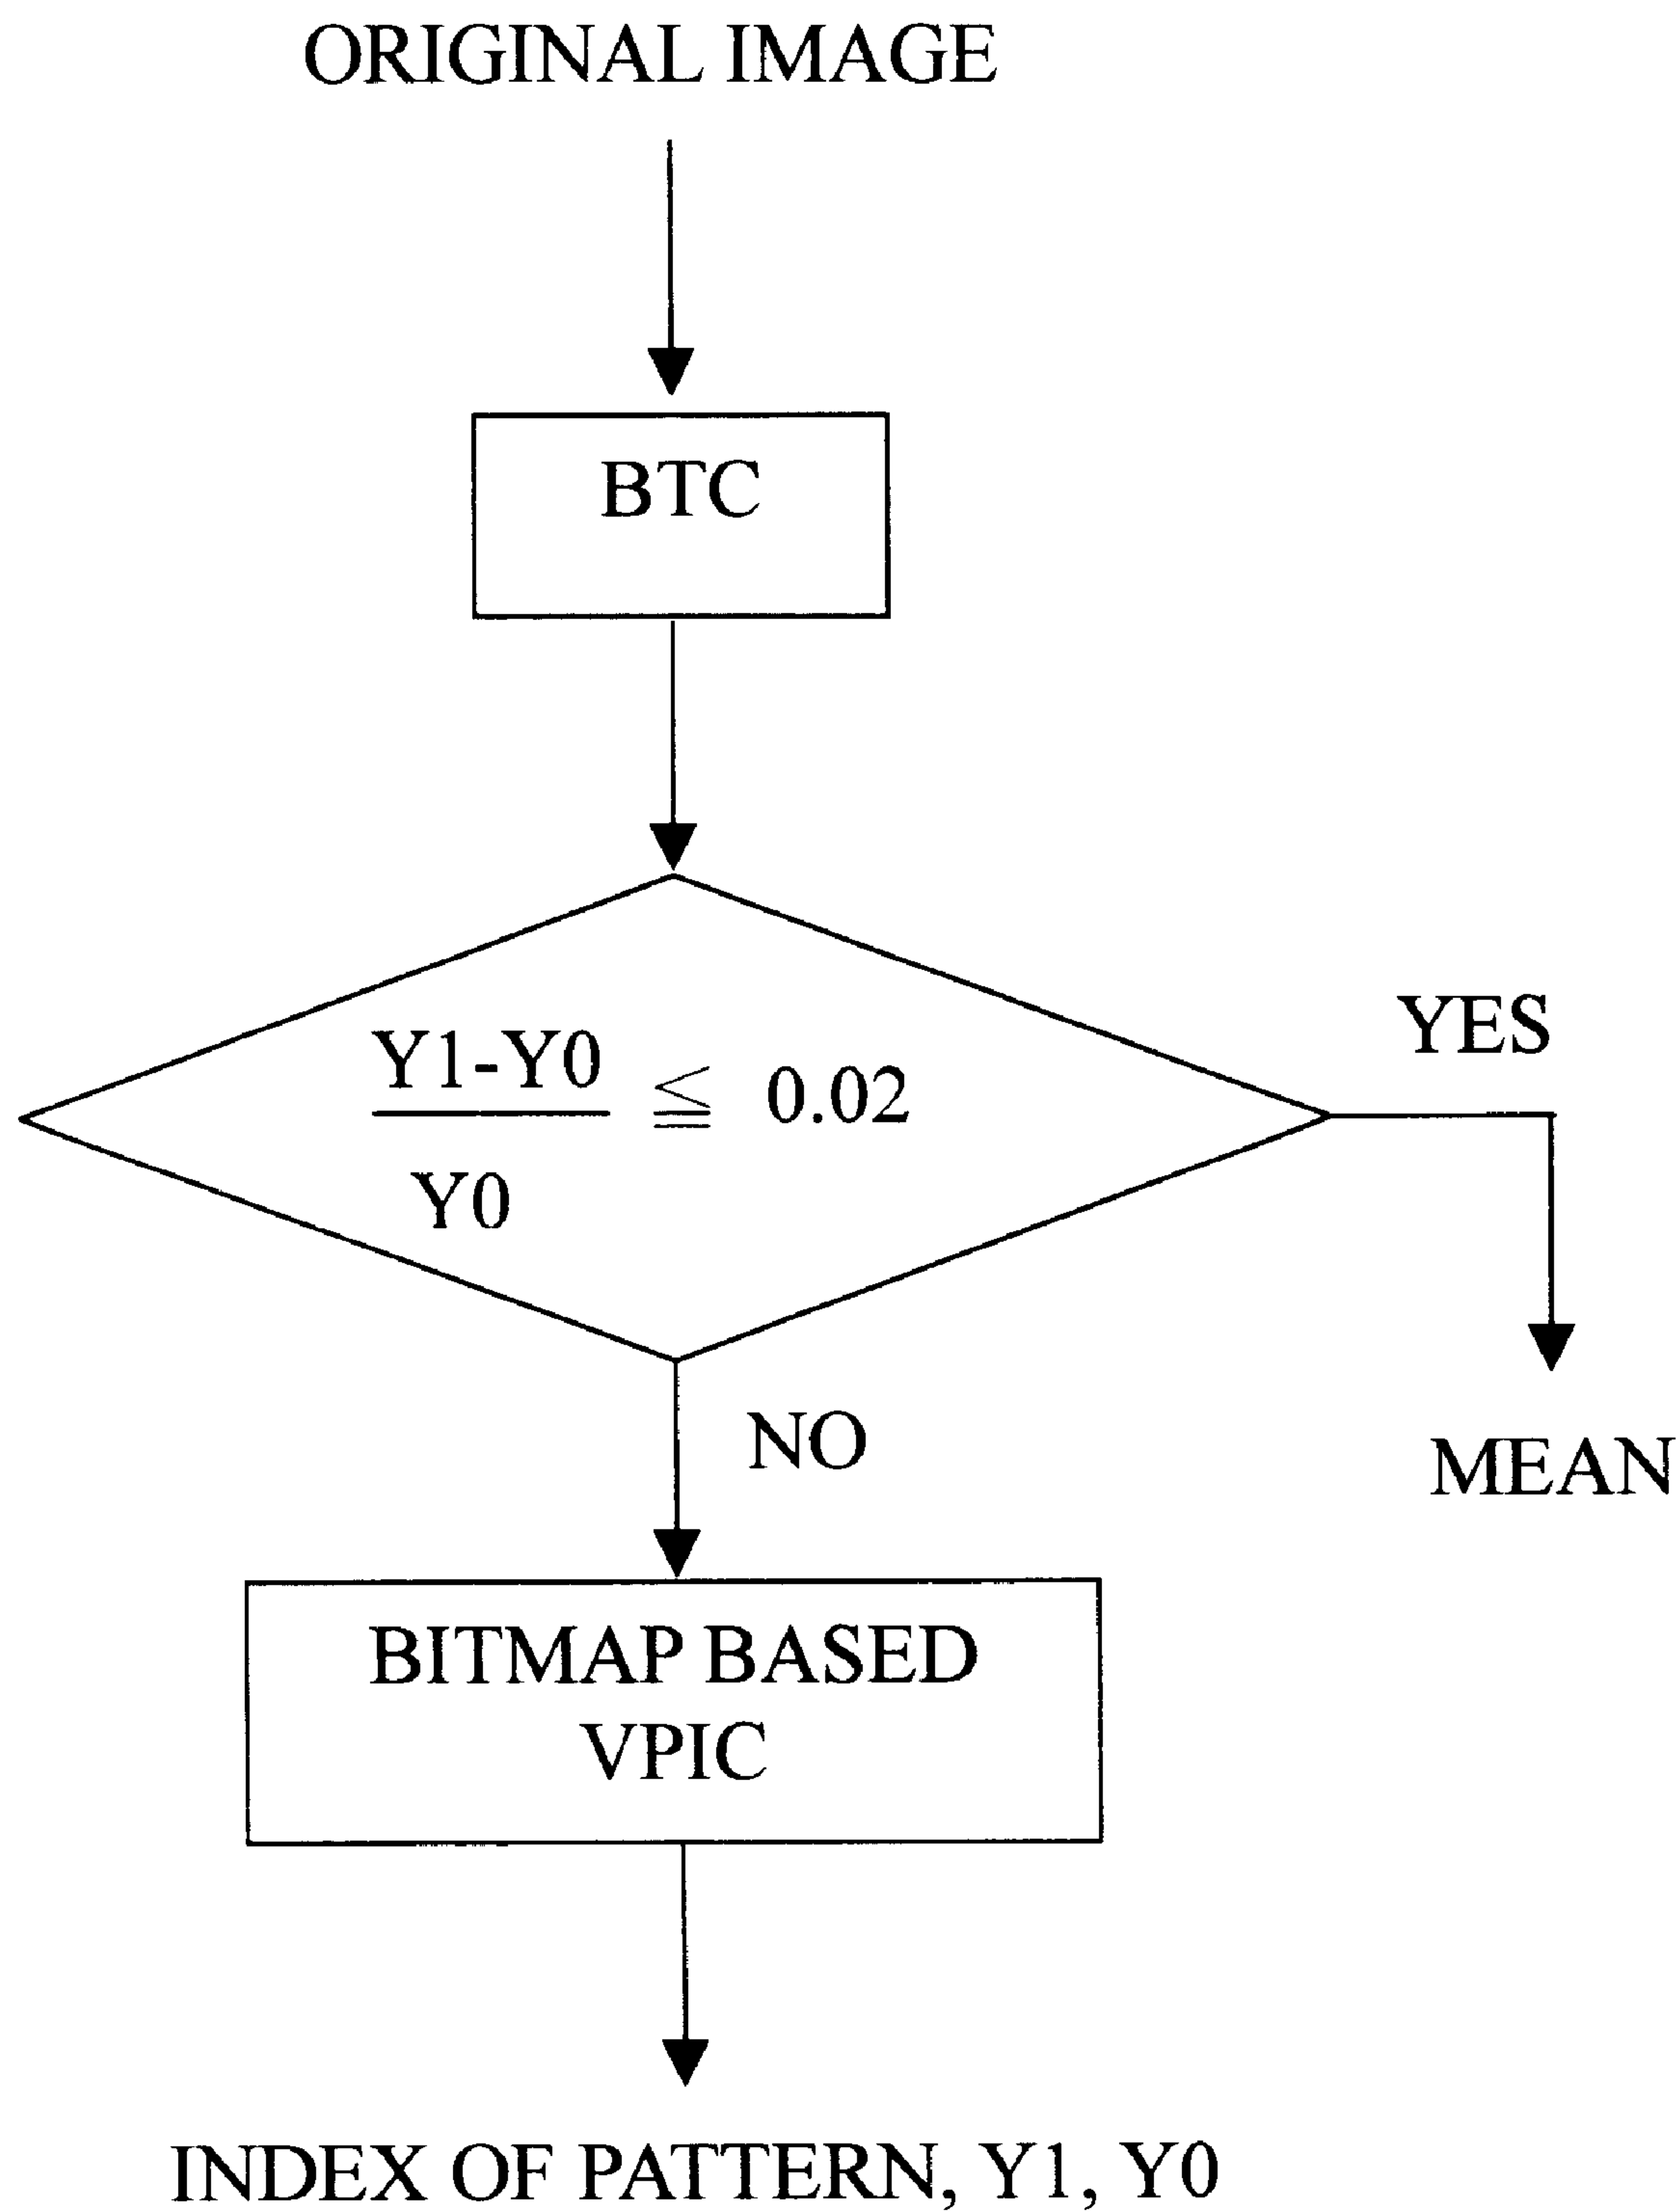 ORIGINAL IMAGE
BTC
Y1-Y0
≦ 0.02
Y0
YES
NO
MEAN
BITMAP BASED
VPIC
INDEX OF PATTERN, Y1, Y0